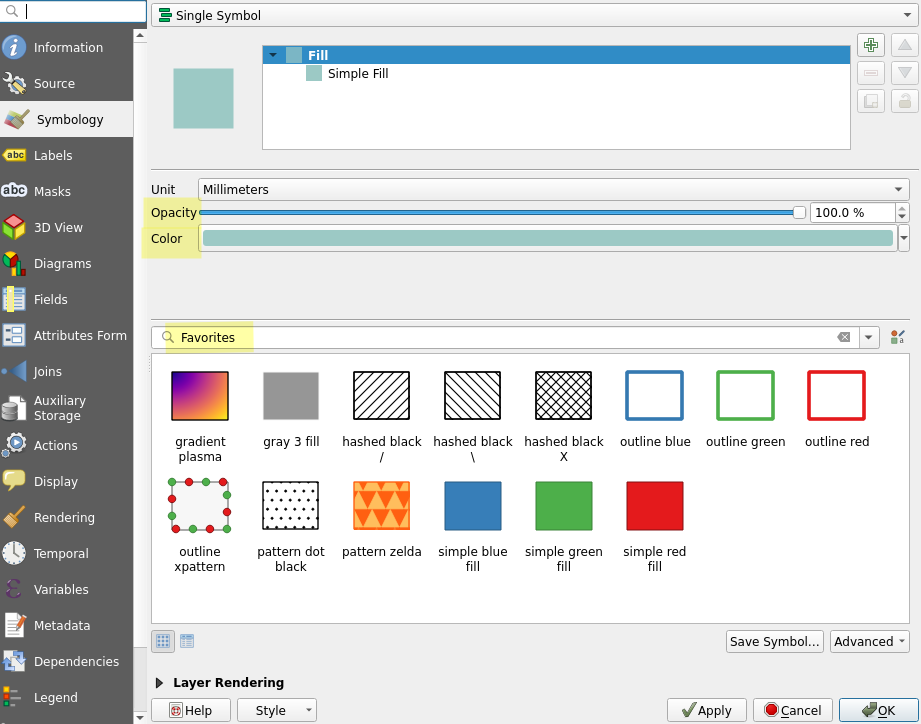 Single Symbol
Information
Source
Symbology
abc Labels
abc Masks
3D View
Diagrams
Fields
Attributes Form
Joins
Auxiliary
Storage
Actions
Display
Rendering
Temporal
Variables
Metadata
Dependencies
Legend
Fill
Simple Fill
Unit Millimeters
Opacity 100.0 %
Color
Favorites
gradient
plasma
gray 3 fill
hashed black
/
hashed black
\
hashed black
X
outline blue
outline green
outline red
outline
xpattern
pattern dot
black
pattern zelda
simple blue
fill
simple green
fill
simple red
fill
Save Symbol... Advanced
Layer Rendering
Help Style Apply Cancel OK